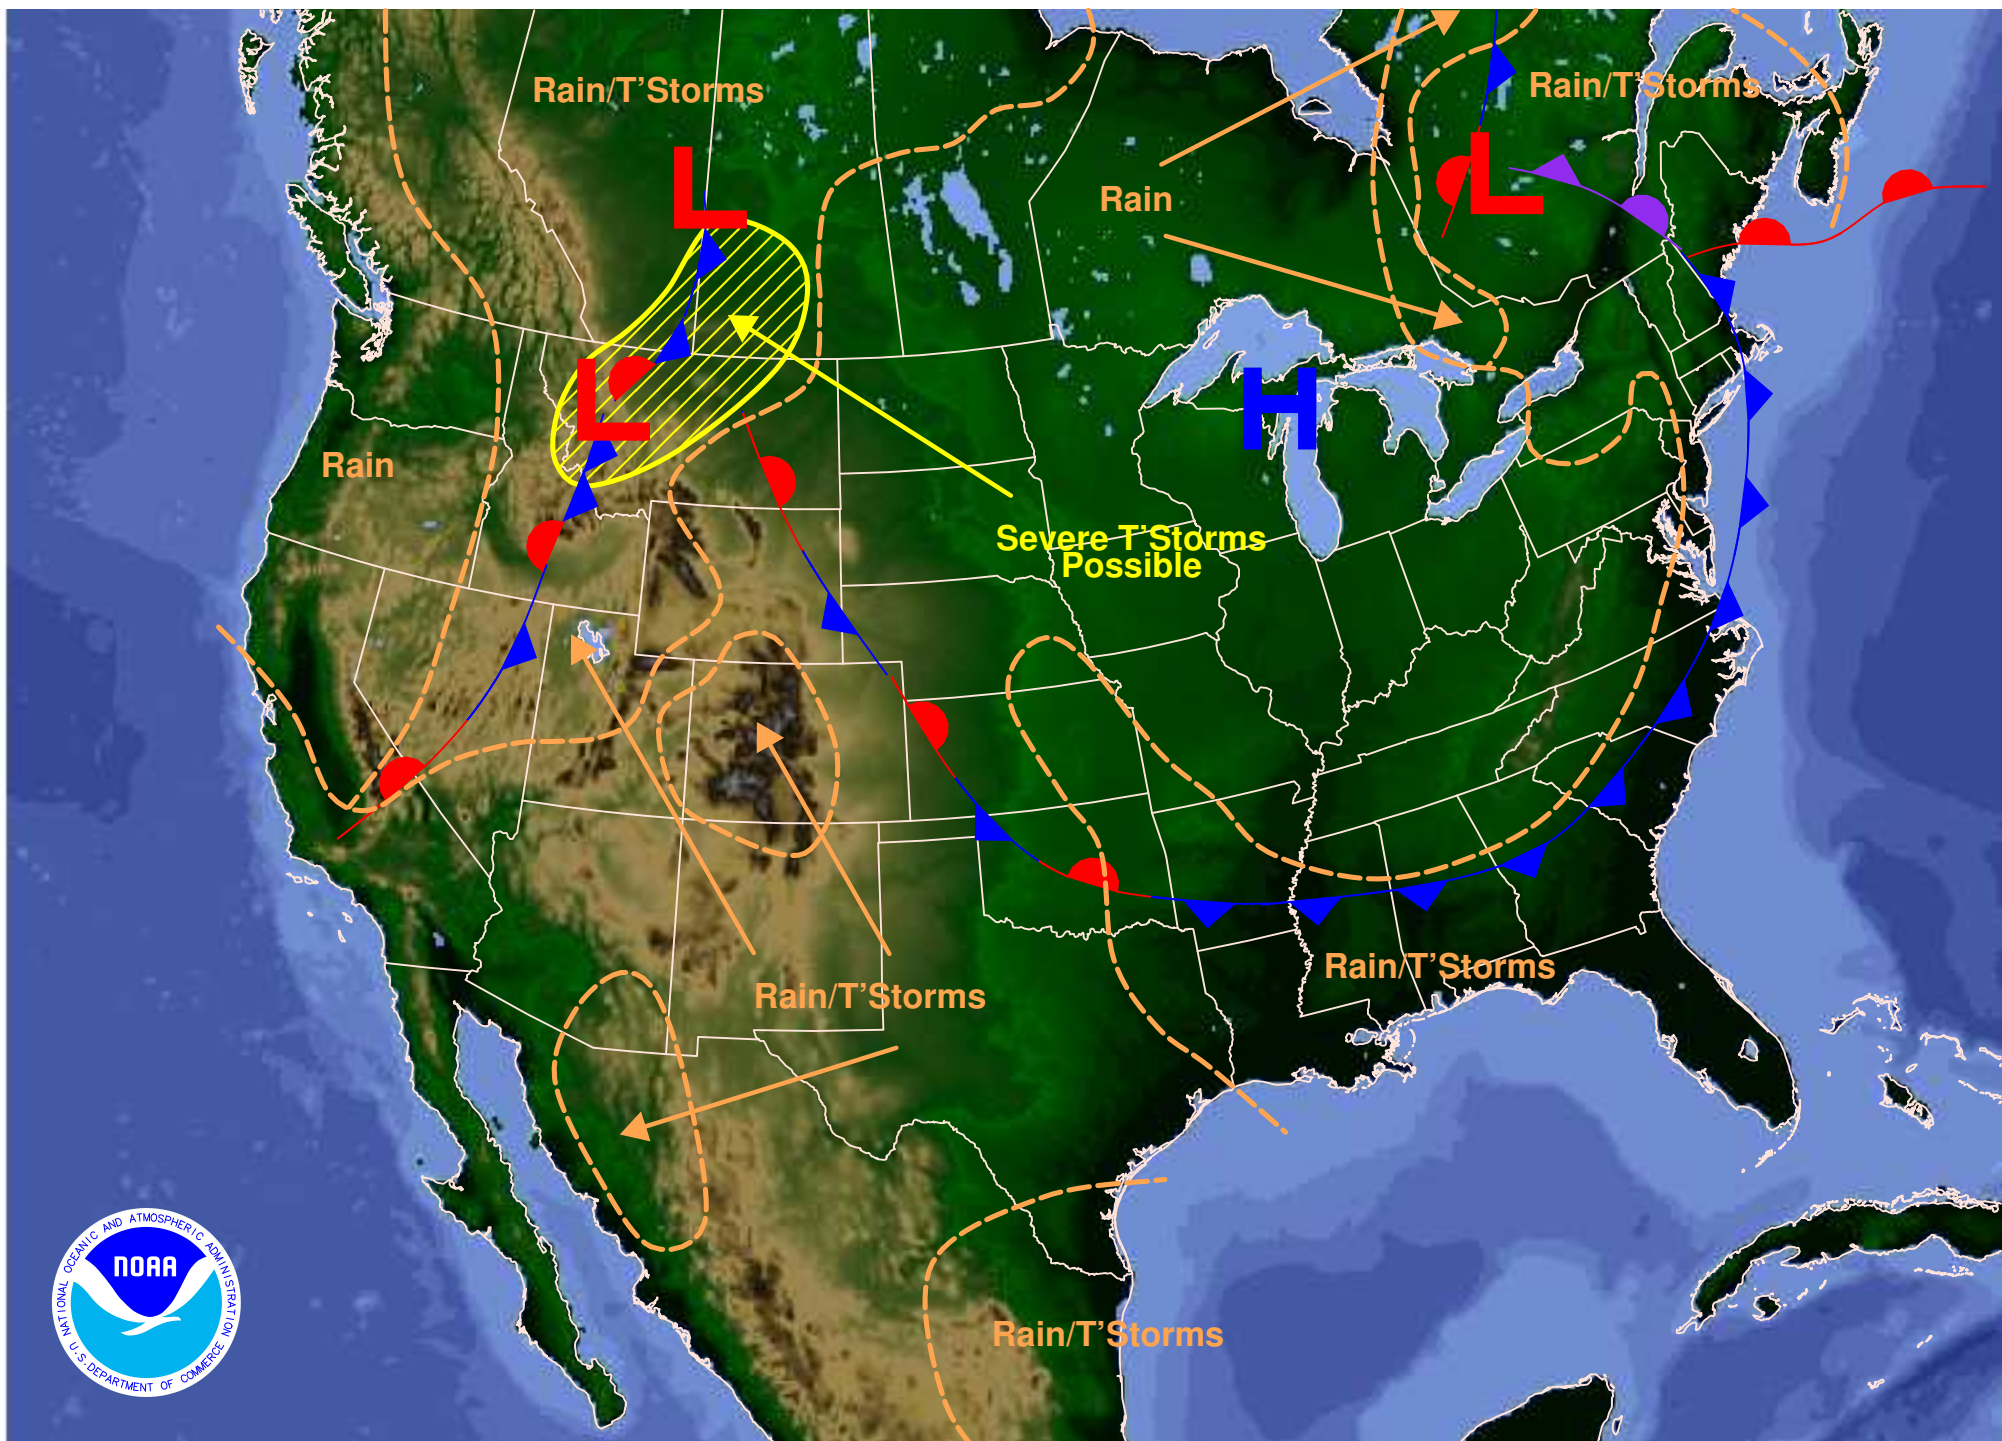 Rain/T'Storms
Rain/T'Storms
L
L
Rain
L
H
Rain
Severe T'Storms
Possible
Rain/T'Storms
Rain/T'Storms
Rain/T'Storms
NATIONAL OCEANIC AND ATMOSPHERIC ADMINISTRATION
NOAA
U.S. DEPARTMENT OF COMMERCE